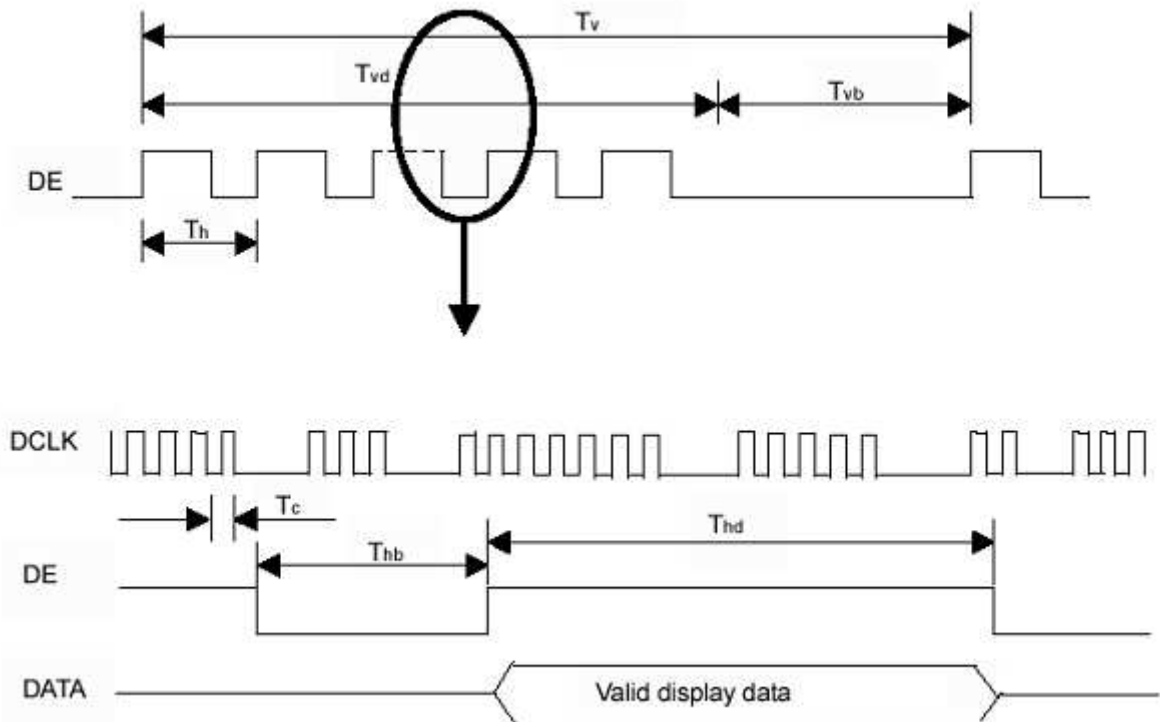 Tv
Tvd
Tvb
DE
Th
DCLK
Tc
Thd
Thb
DE
DATA
Valid display data